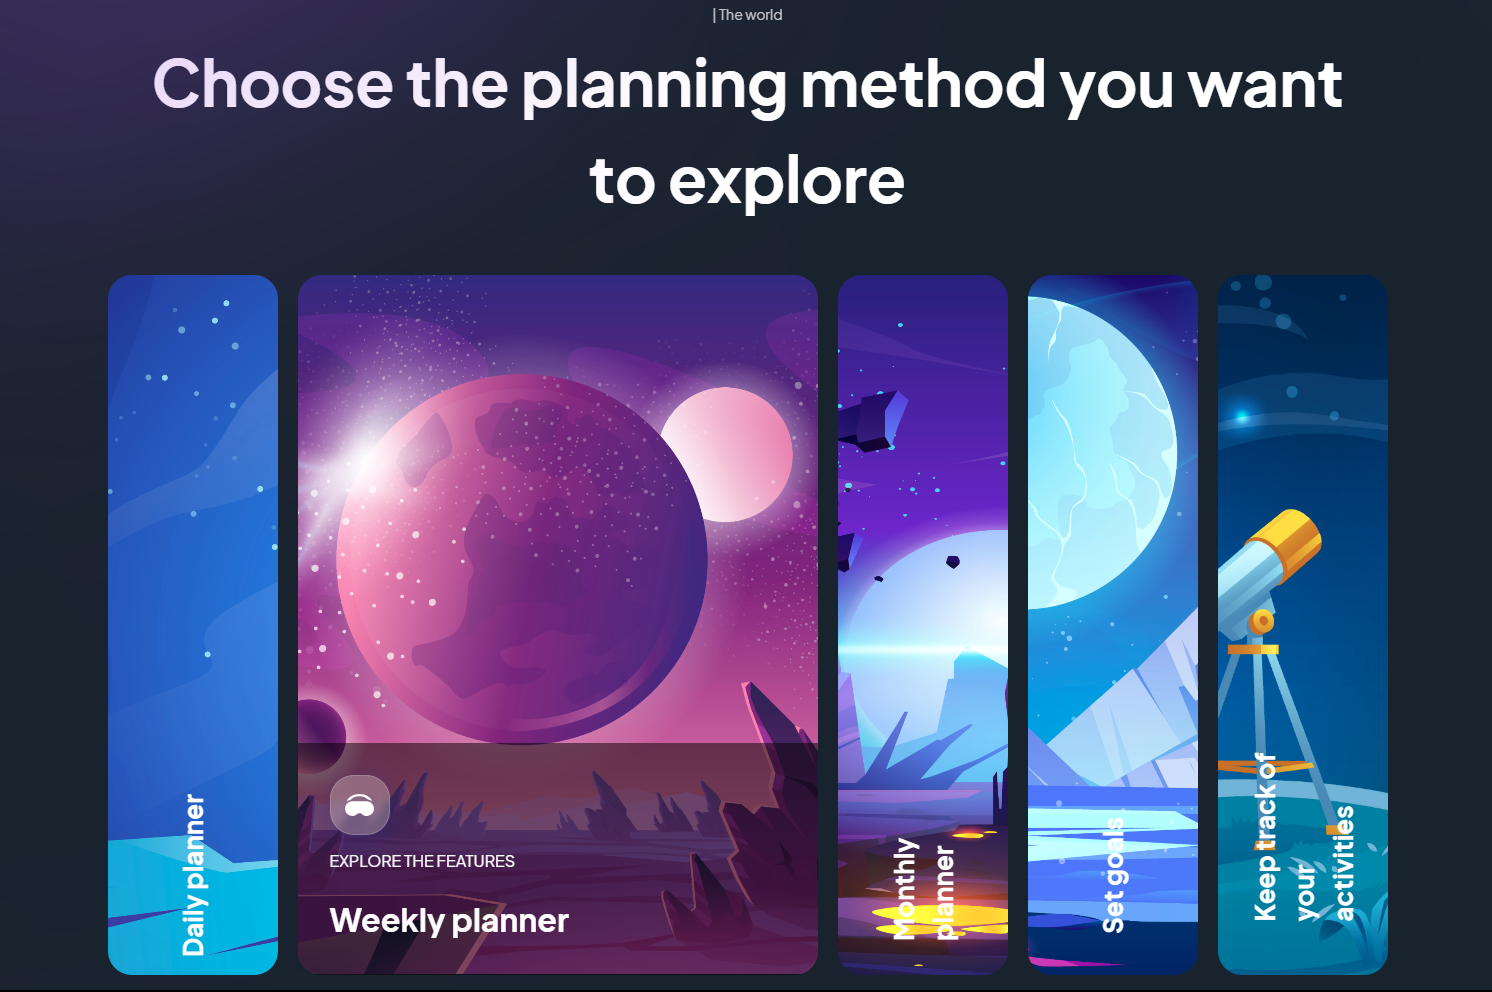 | The world
Choose the planning method you want
to explore
Daily planner
EXPLORE THE FEATURES
Weekly planner
Monthly
planner
Set goals
Keep track of
your
activities